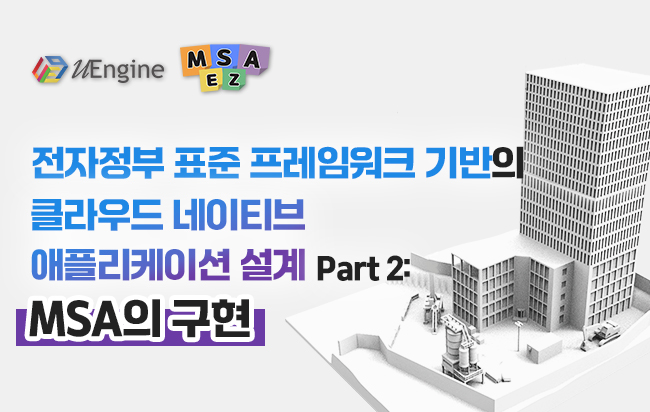 uEngine
MSA
EZ
전자정부 표준 프레임워크 기반의
클라우드 네이티브
애플리케이션 설계 Part 2:
MSA의 구현